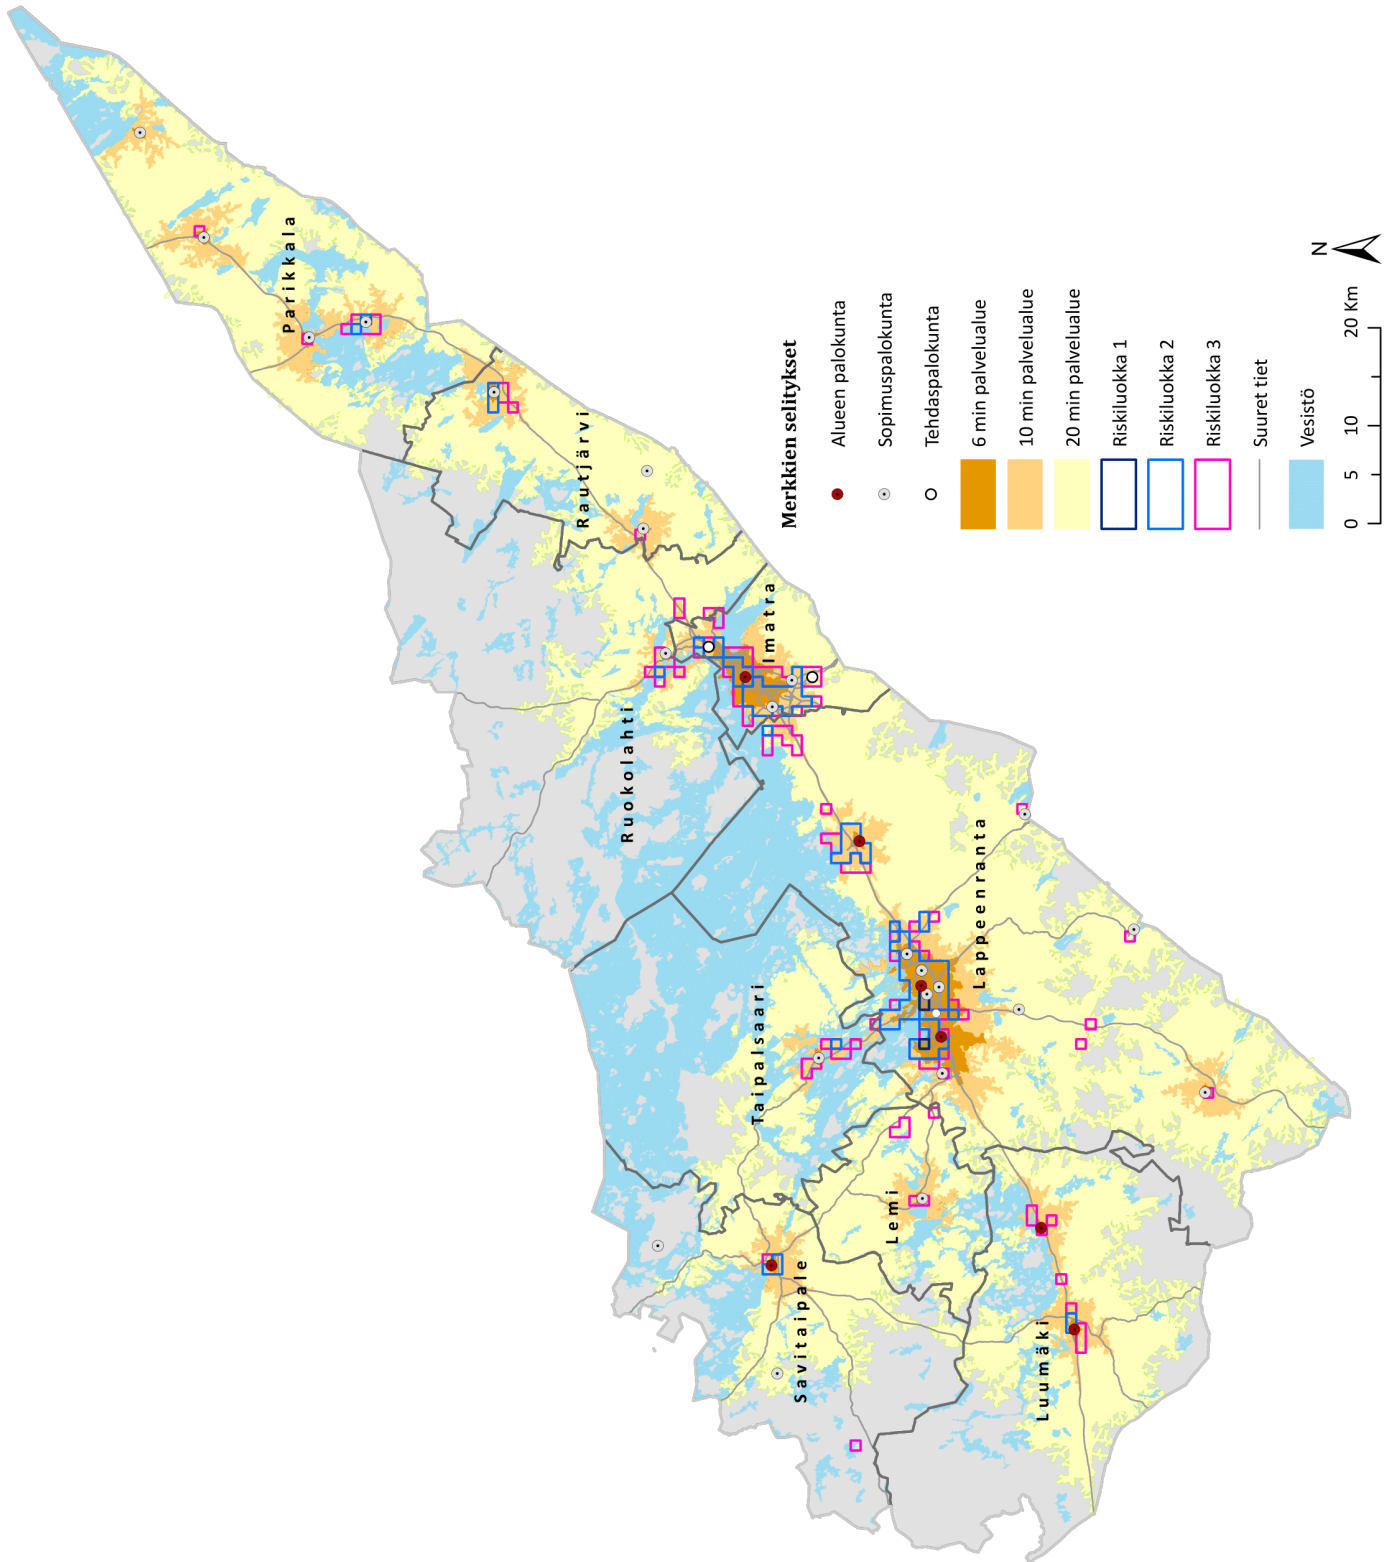 Parikkala
Rautjärvi
Imatra
Ruokolahti
Lappeenranta
Taipalsaari
Lemi
Savitaipale
Luumäki
Merkkien selitykset
Alueen palokunta
Sopimuspalokunta
Tehdaspalokunta
6 min palvelualue
10 min palvelualue
20 min palvelualue
Riskiluokka 1
Riskiluokka 2
Riskiluokka 3
Suuret tiet
Vesistö
0 5 10 20 Km
N